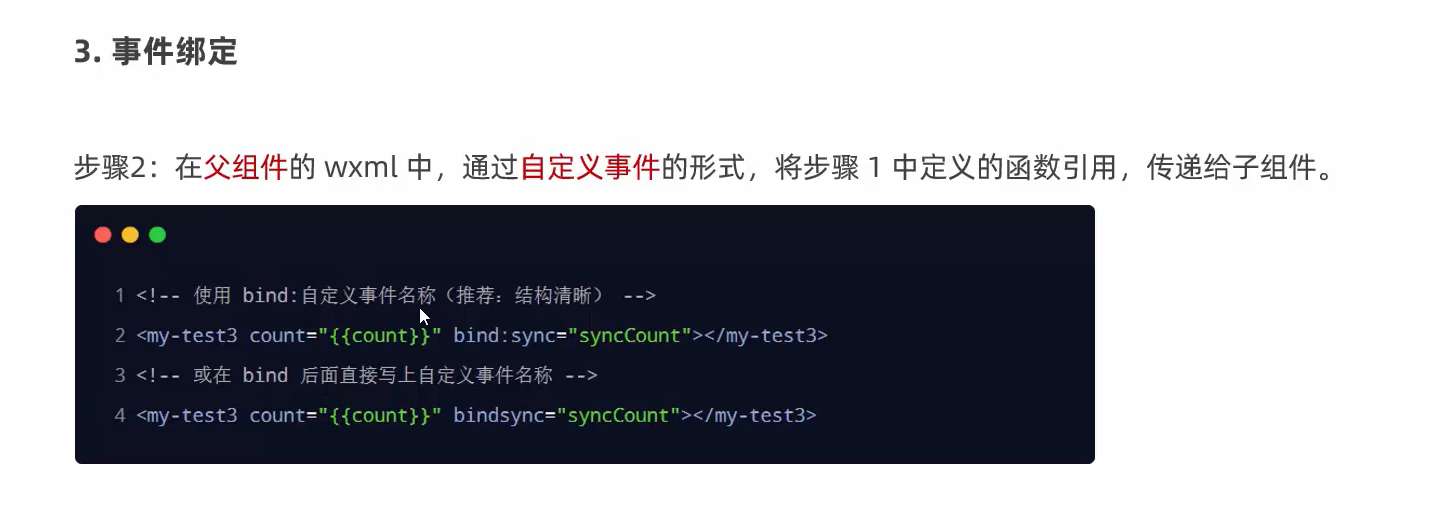 3. 事件绑定
步骤2：在父组件的 wxml 中，通过自定义事件的形式，将步骤 1 中定义的函数引用，传递给子组件。
1 <!-- 使用 bind:自定义事件名称（推荐：结构清晰） -->
2 <my-test3 count="{{count}}" bind:sync="syncCount"></my-test3>
3 <!-- 或在 bind 后面直接写上自定义事件名称 -->
4 <my-test3 count="{{count}}" bindsync="syncCount"></my-test3>